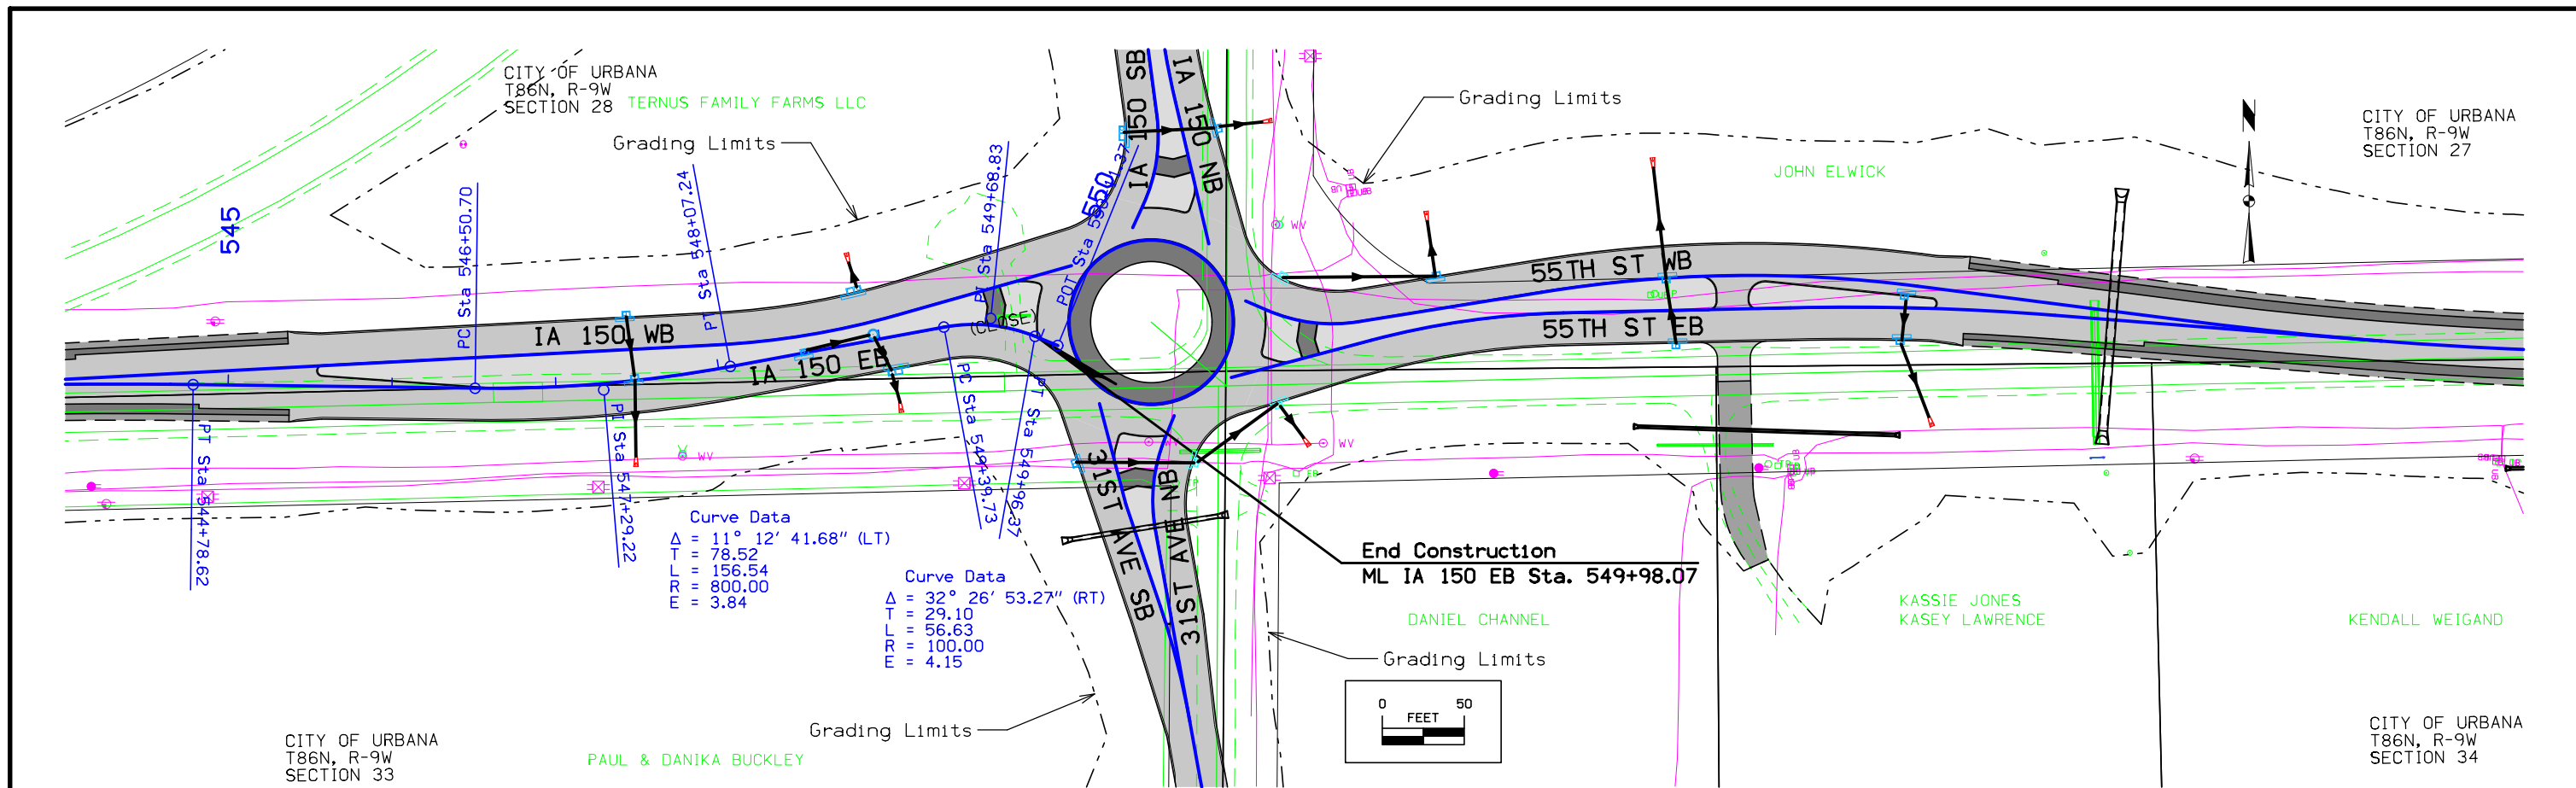 CITY OF URBANA
T86N, R-9W
SECTION 28
TERNUS FAMILY FARMS LLC
Grading Limits
545
PC Sta 546+50.70
PT Sta 548+07.24
PI Sta 549+68.83
POT Sta
550
IA 150 SB
IA 150 NB
IA 150
Grading Limits
JOHN ELWICK
N
CITY OF URBANA
T86N, R-9W
SECTION 27
WV
IA 150 WB
IA 150 EB
(CLOSE)
55TH ST WB
55TH ST EB
PT Sta 544+78.62
PI Sta 547+29.22
PC Sta 549+39.73
PT Sta 549+96.37
WV
WV
EB
31ST AVE SB
31ST AVE NB
Curve Data
Δ = 11° 12' 41.68" (LT)
T = 78.52
L = 156.54
R = 800.00
E = 3.84
Curve Data
Δ = 32° 26' 53.27" (RT)
T = 29.10
L = 56.63
R = 100.00
E = 4.15
End Construction
ML IA 150 EB Sta. 549+98.07
DANIEL CHANNEL
KASSIE JONES
KASEY LAWRENCE
KENDALL WEIGAND
Grading Limits
0 50
FEET
Grading Limits
CITY OF URBANA
T86N, R-9W
SECTION 33
PAUL & DANIKA BUCKLEY
CITY OF URBANA
T86N, R-9W
SECTION 34